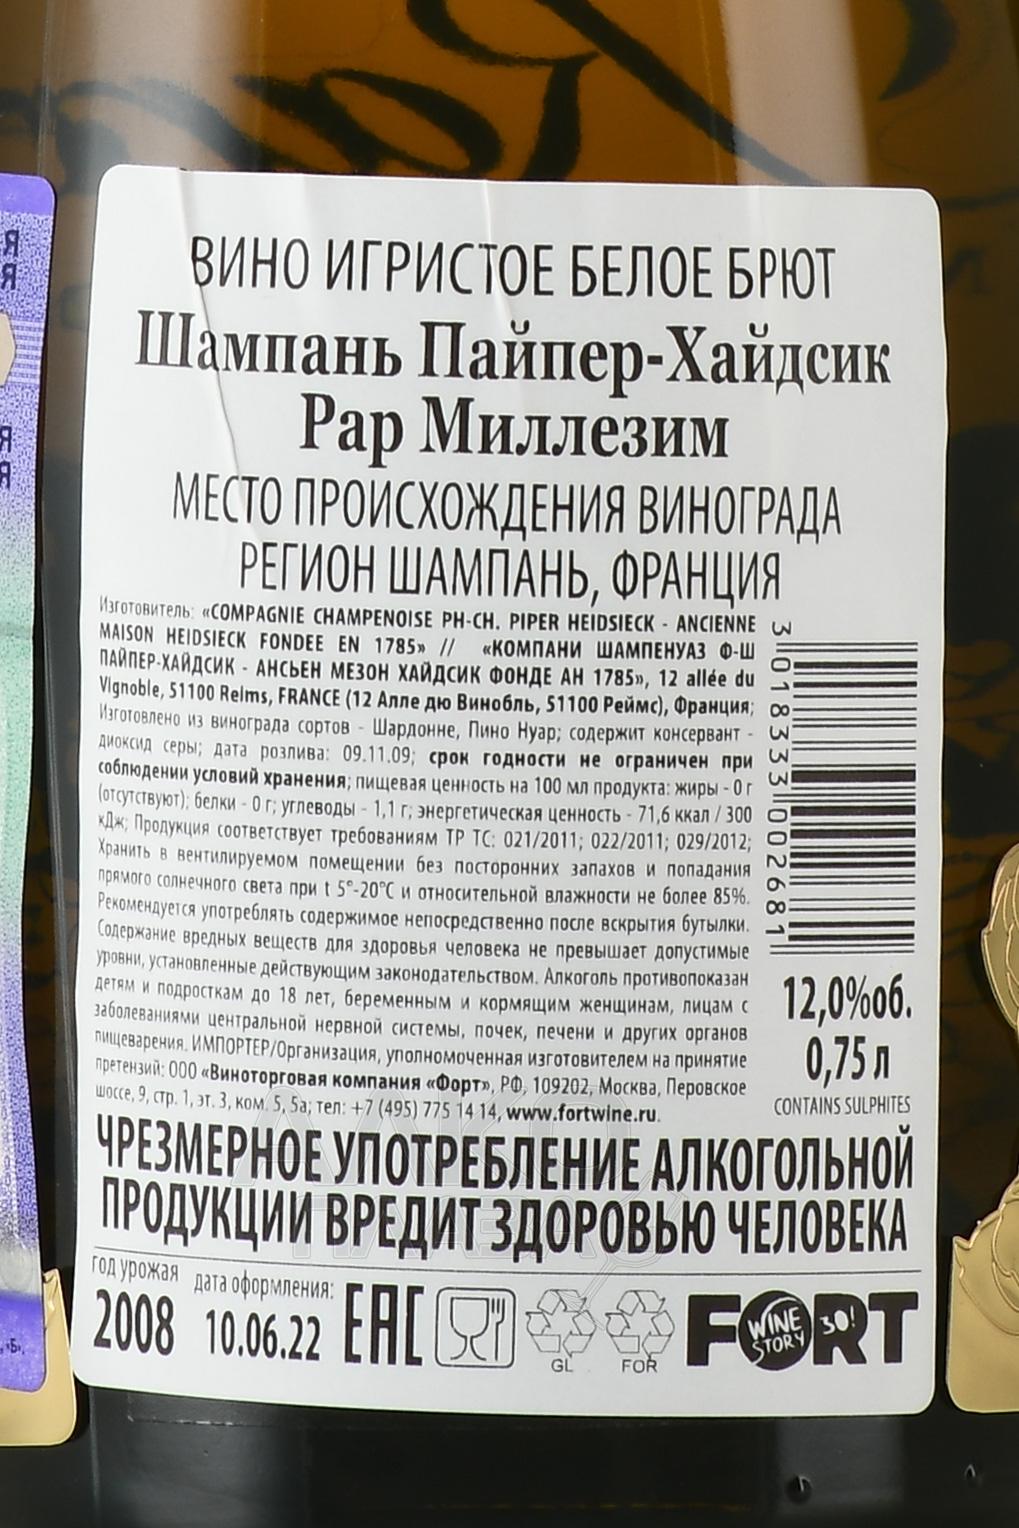 ВИНО ИГРИСТОЕ БЕЛОЕ БРЮТ
Шампань Пайпер-Хайдсик
Рар Миллезим
МЕСТО ПРОИСХОЖДЕНИЯ ВИНОГРАДА
РЕГИОН ШАМПАНЬ, ФРАНЦИЯ
Изготовитель: «COMPAGNIE CHAMPENOISE PH-CH. PIPER HEIDSIECK - ANCIENNE
MAISON HEIDSIECK FONDEE EN 1785» // «КОМПАНИ ШАМПЕНУАЗ Ф-Ш
ПАЙПЕР-ХАЙДСИК - АНСЬЕН МЕЗОН ХАЙДСИК ФОНДЕ АН 1785», 12 allée du
Vignoble, 51100 Reims, FRANCE (12 Алле дю Винобль, 51100 Реймс), Франция;
Изготовлено из винограда сортов - Шардонне, Пино Нуар; содержит консервант -
диоксид серы; дата розлива: 09.11.09; срок годности не ограничен при
соблюдении условий хранения; пищевая ценность на 100 мл продукта: жиры - 0 г
(отсутствуют); белки - 0 г; углеводы - 1,1 г; энергетическая ценность - 71,6 ккал / 300
кДж; Продукция соответствует требованиям ТР ТС: 021/2011; 022/2011; 029/2012;
Хранить в вентилируемом помещении без посторонних запахов и попадания
прямого солнечного света при t 5°-20°С и относительной влажности не более 85%.
Рекомендуется употреблять содержимое непосредственно после вскрытия бутылки.
Содержание вредных веществ для здоровья человека не превышает допустимые
уровни, установленные действующим законодательством. Алкоголь противопоказан
детям и подросткам до 18 лет, беременным и кормящим женщинам, лицам с
заболеваниями центральной нервной системы, почек, печени и других органов
пищеварения. ИМПОРТЕР/Организация, уполномоченная изготовителем на принятие
претензий: ООО «Виноторговая компания «Форт», РФ, 109202, Москва, Перовское
шоссе, 9, стр. 1, эт. 3, ком. 5, 5а; тел: +7 (495) 775 14 14, www.fortwine.ru.
3 018333 002681
12,0%об.
0,75 л
CONTAINS SULPHITES
ЧРЕЗМЕРНОЕ УПОТРЕБЛЕНИЕ АЛКОГОЛЬНОЙ
ПРОДУКЦИИ ВРЕДИТ ЗДОРОВЬЮ ЧЕЛОВЕКА
год урожая дата оформления:
2008 10.06.22 ЕАС
GL FOR
FORT
WINE STORY 30!